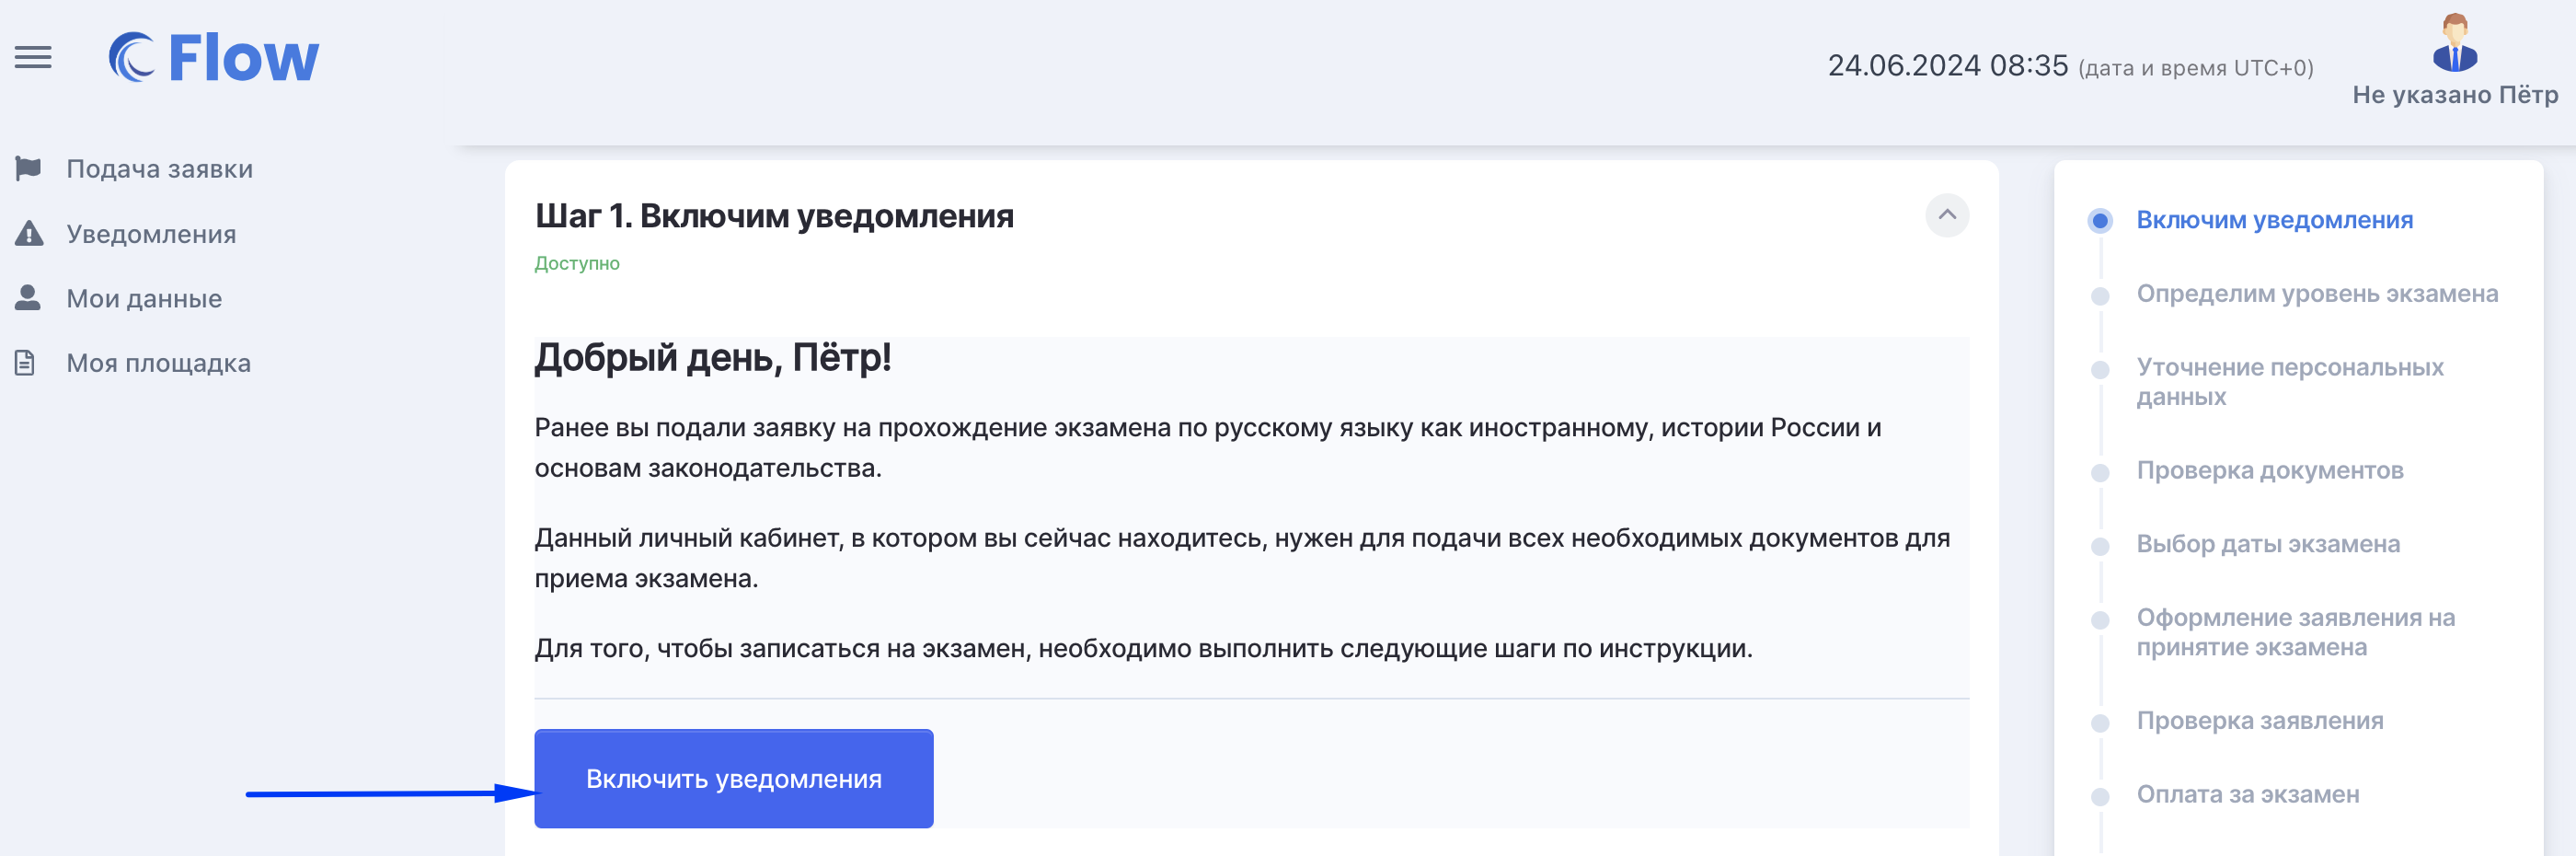 Flow
24.06.2024 08:35 (дата и время UTC+0)
Не указано Пётр
Подача заявки
Уведомления
Мои данные
Моя площадка
Шаг 1. Включим уведомления
Доступно
Добрый день, Пётр!
Ранее вы подали заявку на прохождение экзамена по русскому языку как иностранному, истории России и
основам законодательства.
Данный личный кабинет, в котором вы сейчас находитесь, нужен для подачи всех необходимых документов для
приема экзамена.
Для того, чтобы записаться на экзамен, необходимо выполнить следующие шаги по инструкции.
Включить уведомления
Включим уведомления
Определим уровень экзамена
Уточнение персональных
данных
Проверка документов
Выбор даты экзамена
Оформление заявления на
принятие экзамена
Проверка заявления
Оплата за экзамен